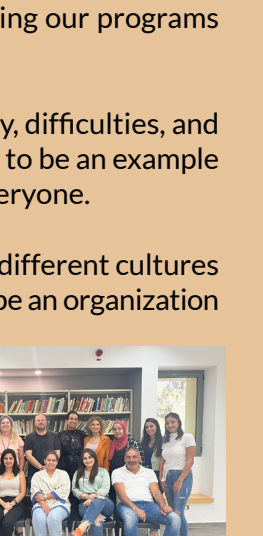 ing our programs
y, difficulties, and
to be an example
eryone.
different cultures
be an organization